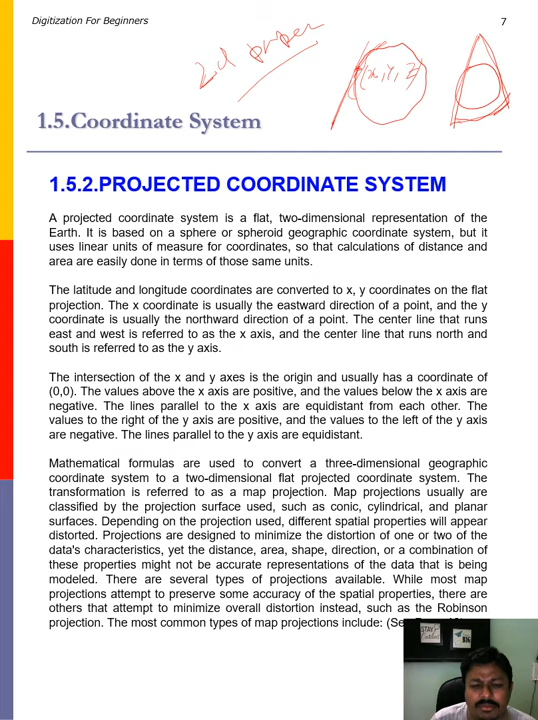 Digitization For Beginners
7
2d paper
(x, Y, Z)
1.5.Coordinate System
1.5.2.PROJECTED COORDINATE SYSTEM
A projected coordinate system is a flat, two-dimensional representation of the
Earth. It is based on a sphere or spheroid geographic coordinate system, but it
uses linear units of measure for coordinates, so that calculations of distance and
area are easily done in terms of those same units.
The latitude and longitude coordinates are converted to x, y coordinates on the flat
projection. The x coordinate is usually the eastward direction of a point, and the y
coordinate is usually the northward direction of a point. The center line that runs
east and west is referred to as the x axis, and the center line that runs north and
south is referred to as the y axis.
The intersection of the x and y axes is the origin and usually has a coordinate of
(0,0). The values above the x axis are positive, and the values below the x axis are
negative. The lines parallel to the x axis are equidistant from each other. The
values to the right of the y axis are positive, and the values to the left of the y axis
are negative. The lines parallel to the y axis are equidistant.
Mathematical formulas are used to convert a three-dimensional geographic
coordinate system to a two-dimensional flat projected coordinate system. The
transformation is referred to as a map projection. Map projections usually are
classified by the projection surface used, such as conic, cylindrical, and planar
surfaces. Depending on the projection used, different spatial properties will appear
distorted. Projections are designed to minimize the distortion of one or two of the
data's characteristics, yet the distance, area, shape, direction, or a combination of
these properties might not be accurate representations of the data that is being
modeled. There are several types of projections available. While most map
projections attempt to preserve some accuracy of the spatial properties, there are
others that attempt to minimize overall distortion instead, such as the Robinson
projection. The most common types of map projections include: (See
STAY
BIG